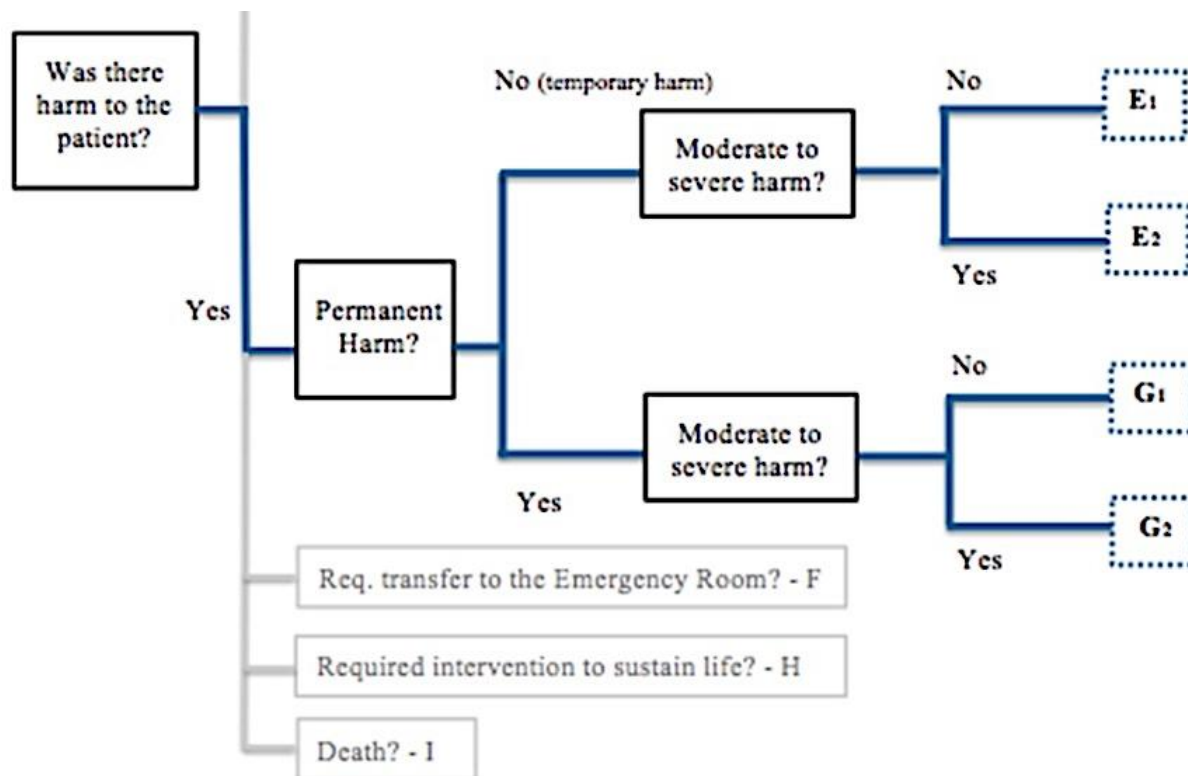 Was there
harm to the
patient?
No (temporary harm)
No
E1
Moderate to
severe harm?
E2
Yes
Yes
Permanent
Harm?
No
G1
Moderate to
severe harm?
Yes
G2
Yes
Req. transfer to the Emergency Room? - F
Required intervention to sustain life? - H
Death? - I